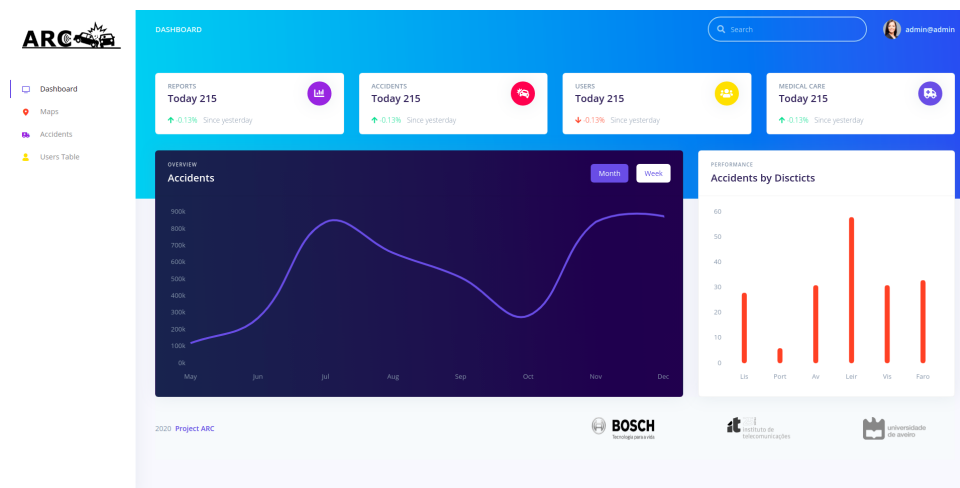 ARC
DASHBOARD
Search
admin@admin
Dashboard
Maps
Accidents
Users Table
REPORTS
Today 215
-0.13% Since yesterday
ACCIDENTS
Today 215
-0.13% Since yesterday
USERS
Today 215
-0.13% Since yesterday
MEDICAL CARE
Today 215
-0.13% Since yesterday
OVERVIEW
Accidents
Month
Week
900k
800k
700k
600k
500k
400k
300k
200k
100k
0k
May Jun Jul Aug Sep Oct Nov Dec
PERFORMANCE
Accidents by Discticts
60
50
40
30
20
10
0
Lis Port Av Leir Vis Faro
2020 Project ARC
BOSCH
Tecnologia para a vida
it
instituto de
telecomunicações
universidade
de aveiro